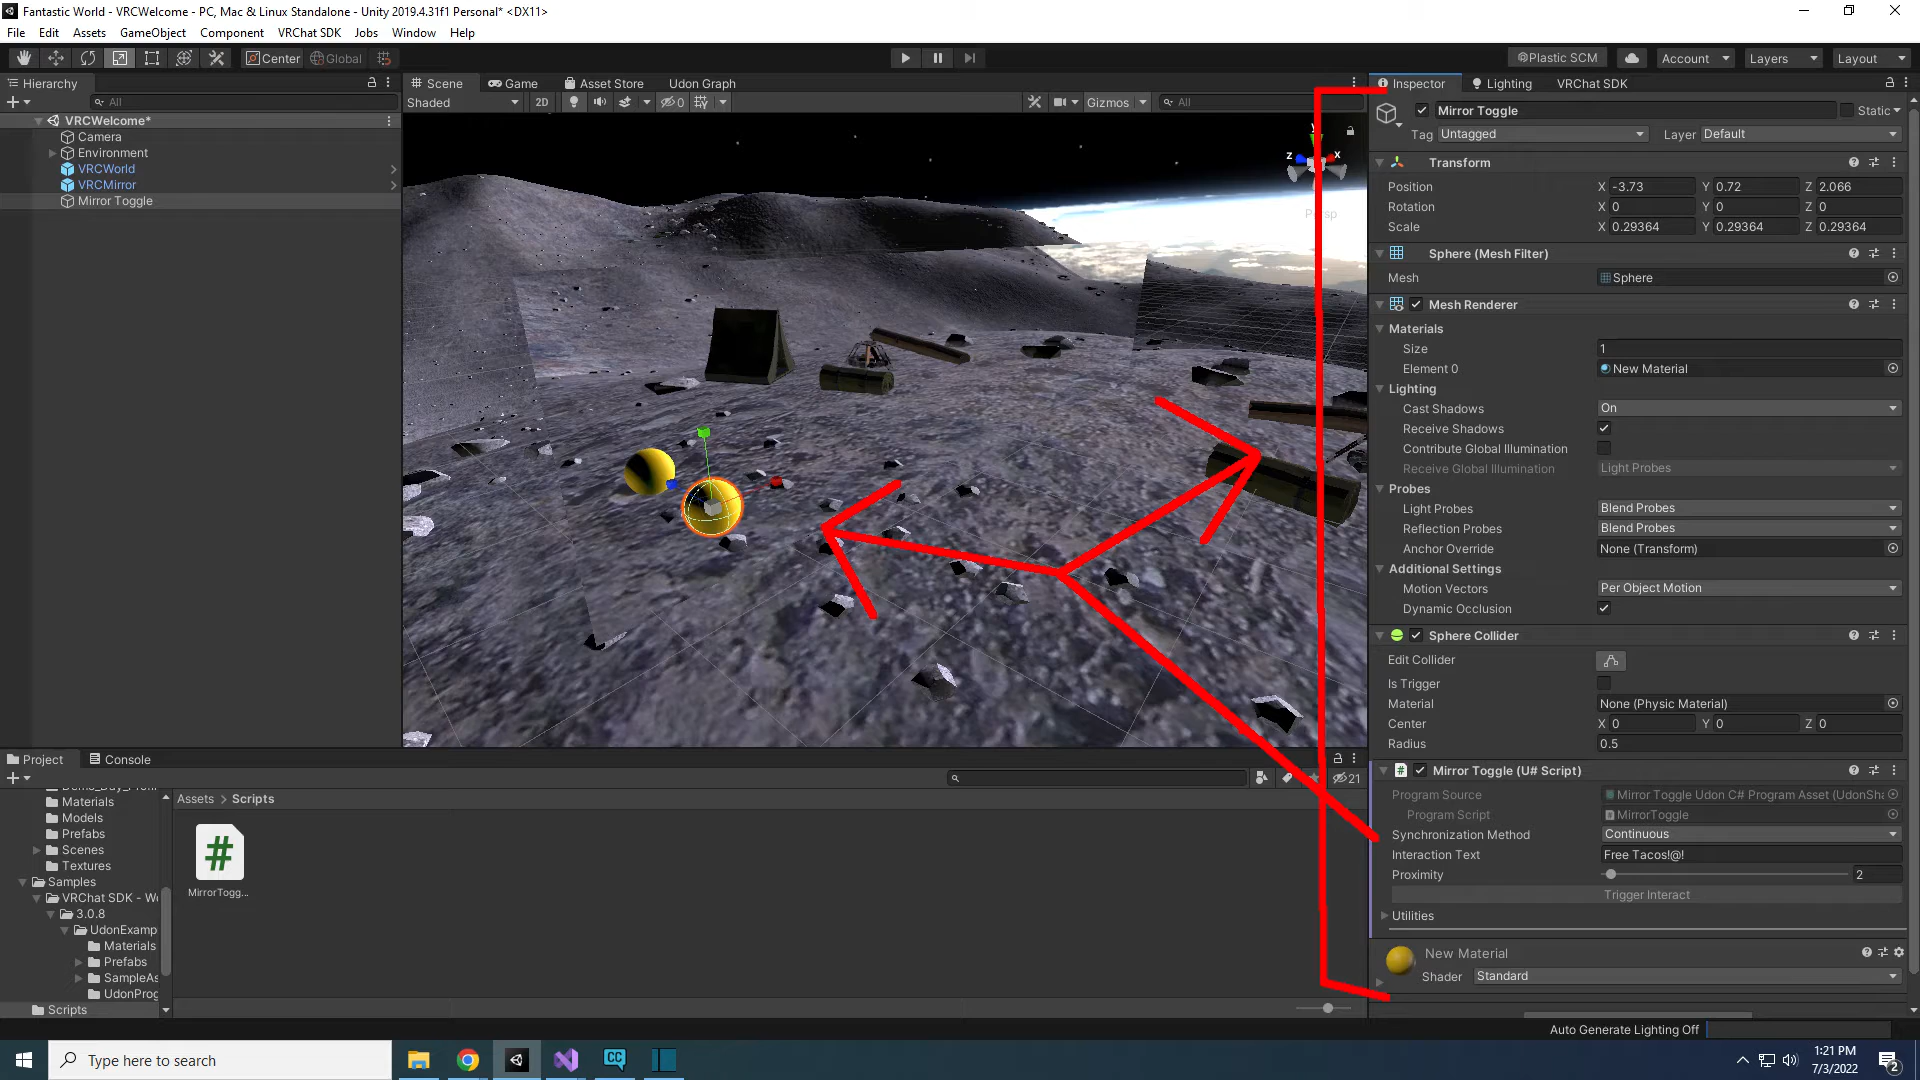 Fantastic World - VRCWelcome - PC, Mac & Linux Standalone - Unity 2019.4.31f1 Personal* <DX11>
File Edit Assets GameObject Component VRChat SDK Jobs Window Help
Center Global Plastic SCM Account Layers Layout
Hierarchy
All
VRCWelcome*
Camera
Environment
VRCWorld
VRCMirror
Mirror Toggle
Scene Game Asset Store Udon Graph
Shaded 2D 0 Gizmos All
y
z x
Persp
Inspector Lighting VRChat SDK
Mirror Toggle Static
Tag Untagged Layer Default
Transform
Position X -3.73 Y 0.72 Z 2.066
Rotation X 0 Y 0 Z 0
Scale X 0.29364 Y 0.29364 Z 0.29364
Sphere (Mesh Filter)
Mesh Sphere
Mesh Renderer
Materials
Size 1
Element 0 New Material
Lighting
Cast Shadows On
Receive Shadows
Contribute Global Illumination
Receive Global Illumination Light Probes
Probes
Light Probes Blend Probes
Reflection Probes Blend Probes
Anchor Override None (Transform)
Additional Settings
Motion Vectors Per Object Motion
Dynamic Occlusion
Sphere Collider
Edit Collider
Is Trigger
Material None (Physic Material)
Center X 0 Y 0 Z 0
Radius 0.5
# Mirror Toggle (U# Script)
Program Source Mirror Toggle Udon C# Program Asset (UdonSha
Program Script MirrorToggle
Synchronization Method Continuous
Interaction Text Free Tacos!@!
Proximity 2
Trigger Interact
Utilities
New Material
Shader Standard
Project Console
21
Materials
Models
Prefabs
Scenes
Textures
Samples
VRChat SDK - Wo
3.0.8
UdonExamp
Materials
Prefabs
SampleAs
UdonProg
Scripts
Assets > Scripts
#
MirrorTogg...
Auto Generate Lighting Off
Type here to search
CC
1:21 PM
7/3/2022
2